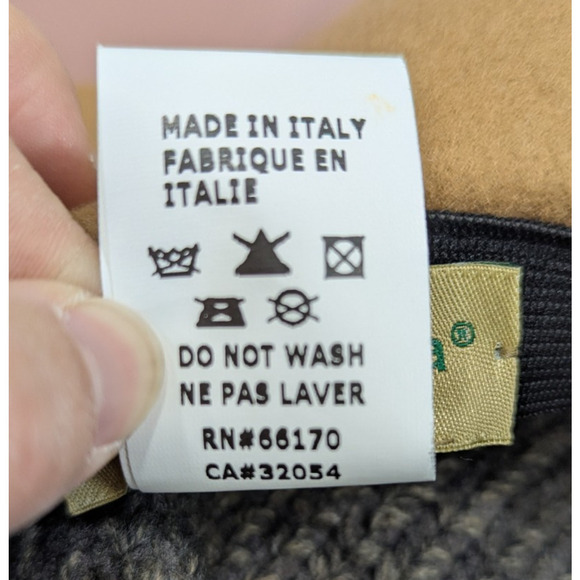 MADE IN ITALY
FABRIQUE EN
ITALIE
DO NOT WASH
NE PAS LAVER
RN#66170
CA#32054
®